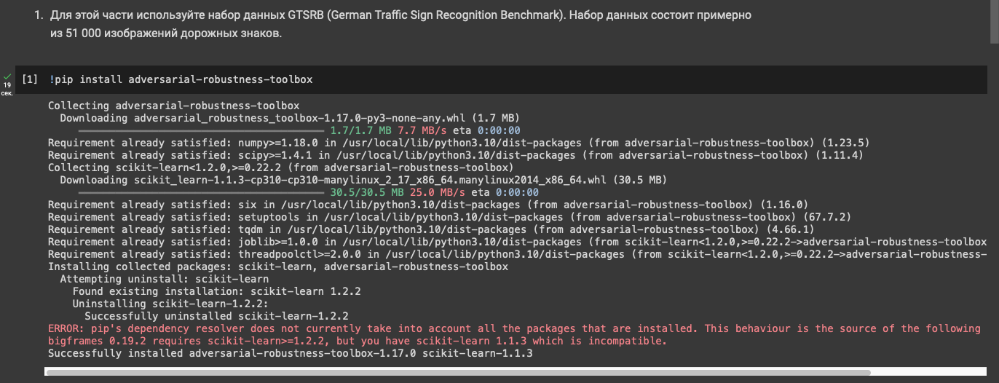 1. Для этой части используйте набор данных GTSRB (German Traffic Sign Recognition Benchmark). Набор данных состоит примерно
из 51 000 изображений дорожных знаков.
[1] !pip install adversarial-robustness-toolbox
19
сек.
Collecting adversarial-robustness-toolbox
Downloading adversarial_robustness_toolbox-1.17.0-py3-none-any.whl (1.7 MB)
1.7/1.7 MB 7.7 MB/s eta 0:00:00
Requirement already satisfied: numpy>=1.18.0 in /usr/local/lib/python3.10/dist-packages (from adversarial-robustness-toolbox) (1.23.5)
Requirement already satisfied: scipy>=1.4.1 in /usr/local/lib/python3.10/dist-packages (from adversarial-robustness-toolbox) (1.11.4)
Collecting scikit-learn<1.2.0,>=0.22.2 (from adversarial-robustness-toolbox)
Downloading scikit_learn-1.1.3-cp310-cp310-manylinux_2_17_x86_64.manylinux2014_x86_64.whl (30.5 MB)
30.5/30.5 MB 25.0 MB/s eta 0:00:00
Requirement already satisfied: six in /usr/local/lib/python3.10/dist-packages (from adversarial-robustness-toolbox) (1.16.0)
Requirement already satisfied: setuptools in /usr/local/lib/python3.10/dist-packages (from adversarial-robustness-toolbox) (67.7.2)
Requirement already satisfied: tqdm in /usr/local/lib/python3.10/dist-packages (from adversarial-robustness-toolbox) (4.66.1)
Requirement already satisfied: joblib>=1.0.0 in /usr/local/lib/python3.10/dist-packages (from scikit-learn<1.2.0,>=0.22.2->adversarial-robustness-toolbox
Requirement already satisfied: threadpoolctl>=2.0.0 in /usr/local/lib/python3.10/dist-packages (from scikit-learn<1.2.0,>=0.22.2->adversarial-robustness-
Installing collected packages: scikit-learn, adversarial-robustness-toolbox
Attempting uninstall: scikit-learn
Found existing installation: scikit-learn 1.2.2
Uninstalling scikit-learn-1.2.2:
Successfully uninstalled scikit-learn-1.2.2
ERROR: pip's dependency resolver does not currently take into account all the packages that are installed. This behaviour is the source of the following
bigframes 0.19.2 requires scikit-learn>=1.2.2, but you have scikit-learn 1.1.3 which is incompatible.
Successfully installed adversarial-robustness-toolbox-1.17.0 scikit-learn-1.1.3